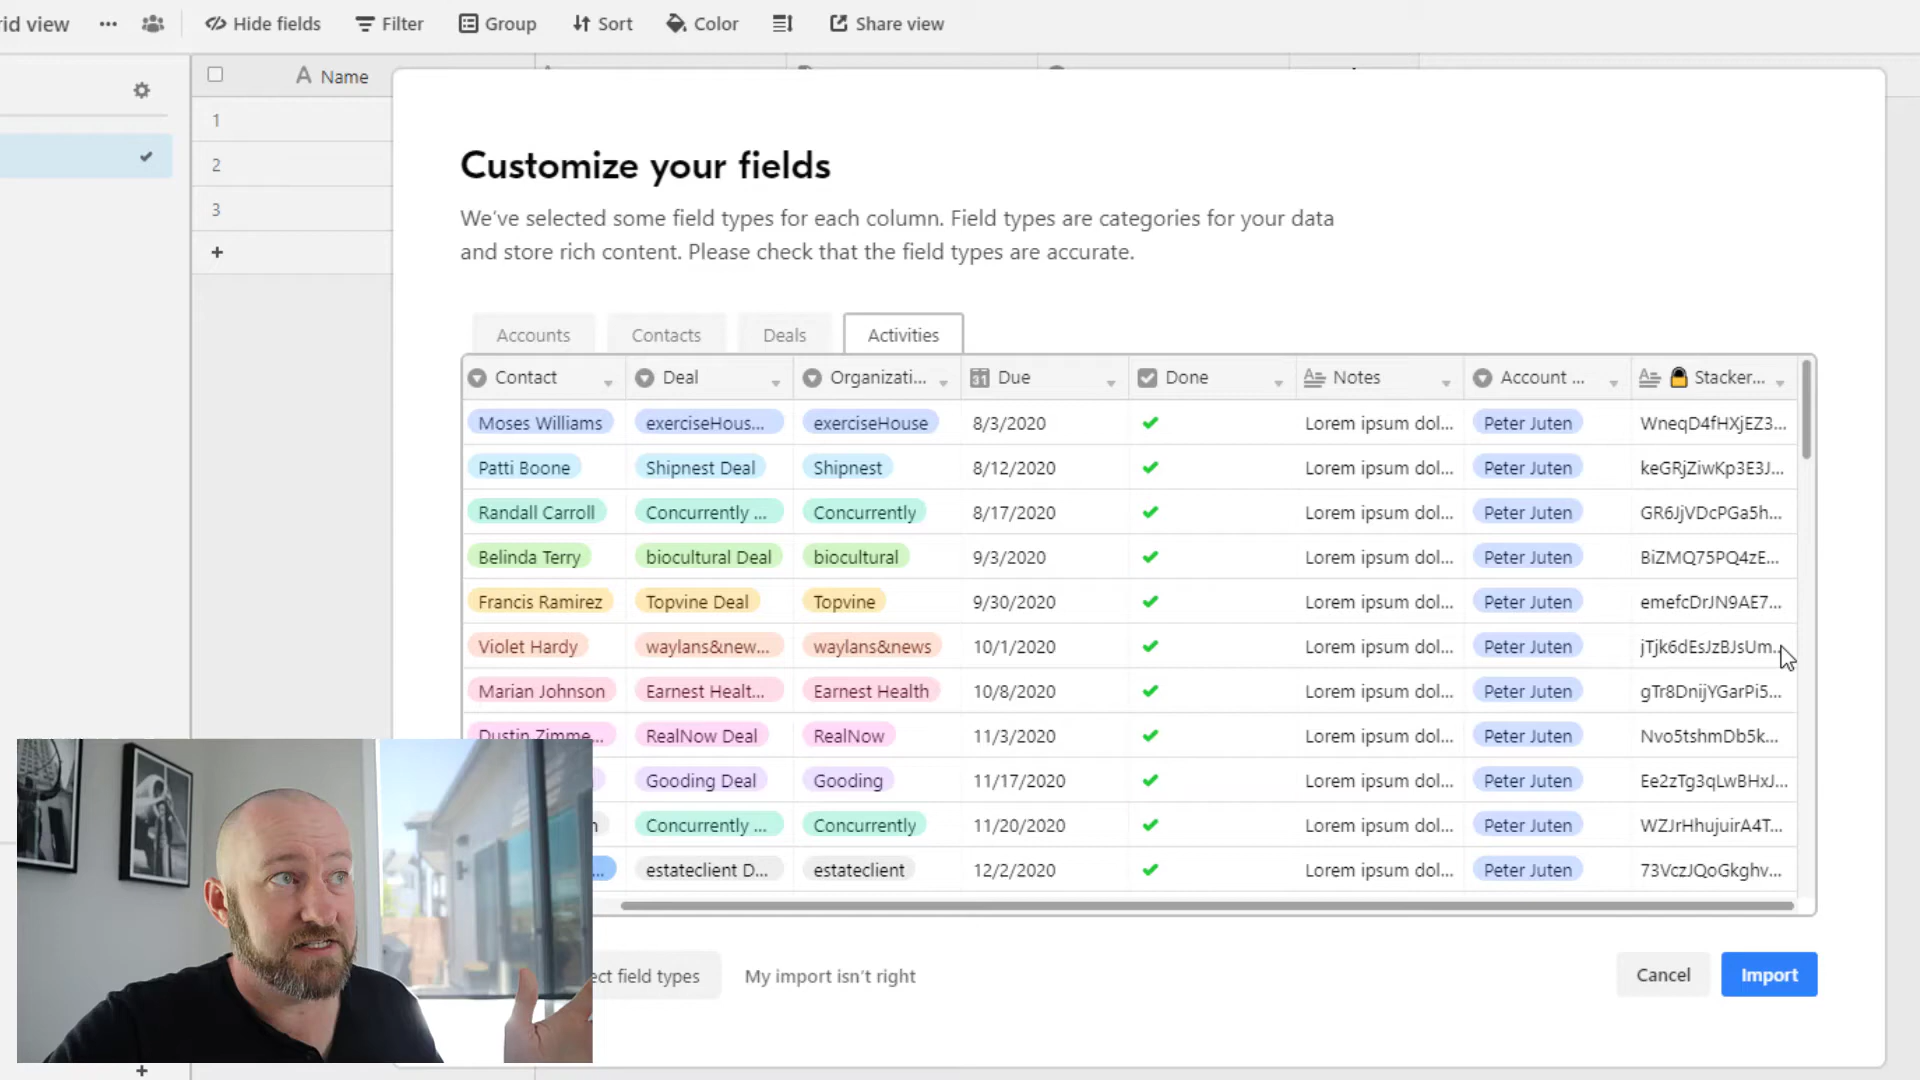 rid view ... Hide fields Filter Group Sort Color Share view
Name
1
2
3
Customize your fields
We've selected some field types for each column. Field types are categories for your data
and store rich content. Please check that the field types are accurate.
Accounts Contacts Deals Activities
Contact Deal Organizati... 31 Due Done Notes Account ... Stacker...
Moses Williams exerciseHous... exerciseHouse 8/3/2020 Lorem ipsum dol... Peter Juten WneqD4fHXjEZ3...
Patti Boone Shipnest Deal Shipnest 8/12/2020 Lorem ipsum dol... Peter Juten keGRjZiwKp3E3J...
Randall Carroll Concurrently ... Concurrently 8/17/2020 Lorem ipsum dol... Peter Juten GR6JjVDcPGa5h...
Belinda Terry biocultural Deal biocultural 9/3/2020 Lorem ipsum dol... Peter Juten BiZMQ75PQ4zE...
Francis Ramirez Topvine Deal Topvine 9/30/2020 Lorem ipsum dol... Peter Juten emefcDrJN9AE7...
Violet Hardy waylans&new... waylans&news 10/1/2020 Lorem ipsum dol... Peter Juten jTjk6dEsJzBJsUm...
Marian Johnson Earnest Healt... Earnest Health 10/8/2020 Lorem ipsum dol... Peter Juten gTr8DnijYGarPi5...
Dustin Zimme... RealNow Deal RealNow 11/3/2020 Lorem ipsum dol... Peter Juten Nvo5tshmDb5k...
Gooding Deal Gooding 11/17/2020 Lorem ipsum dol... Peter Juten Ee2zTg3qLwBHxJ...
n Concurrently ... Concurrently 11/20/2020 Lorem ipsum dol... Peter Juten WZJrHhujuirA4T...
... estateclient D... estateclient 12/2/2020 Lorem ipsum dol... Peter Juten 73VczJQoGkghv...
ect field types My import isn't right Cancel Import